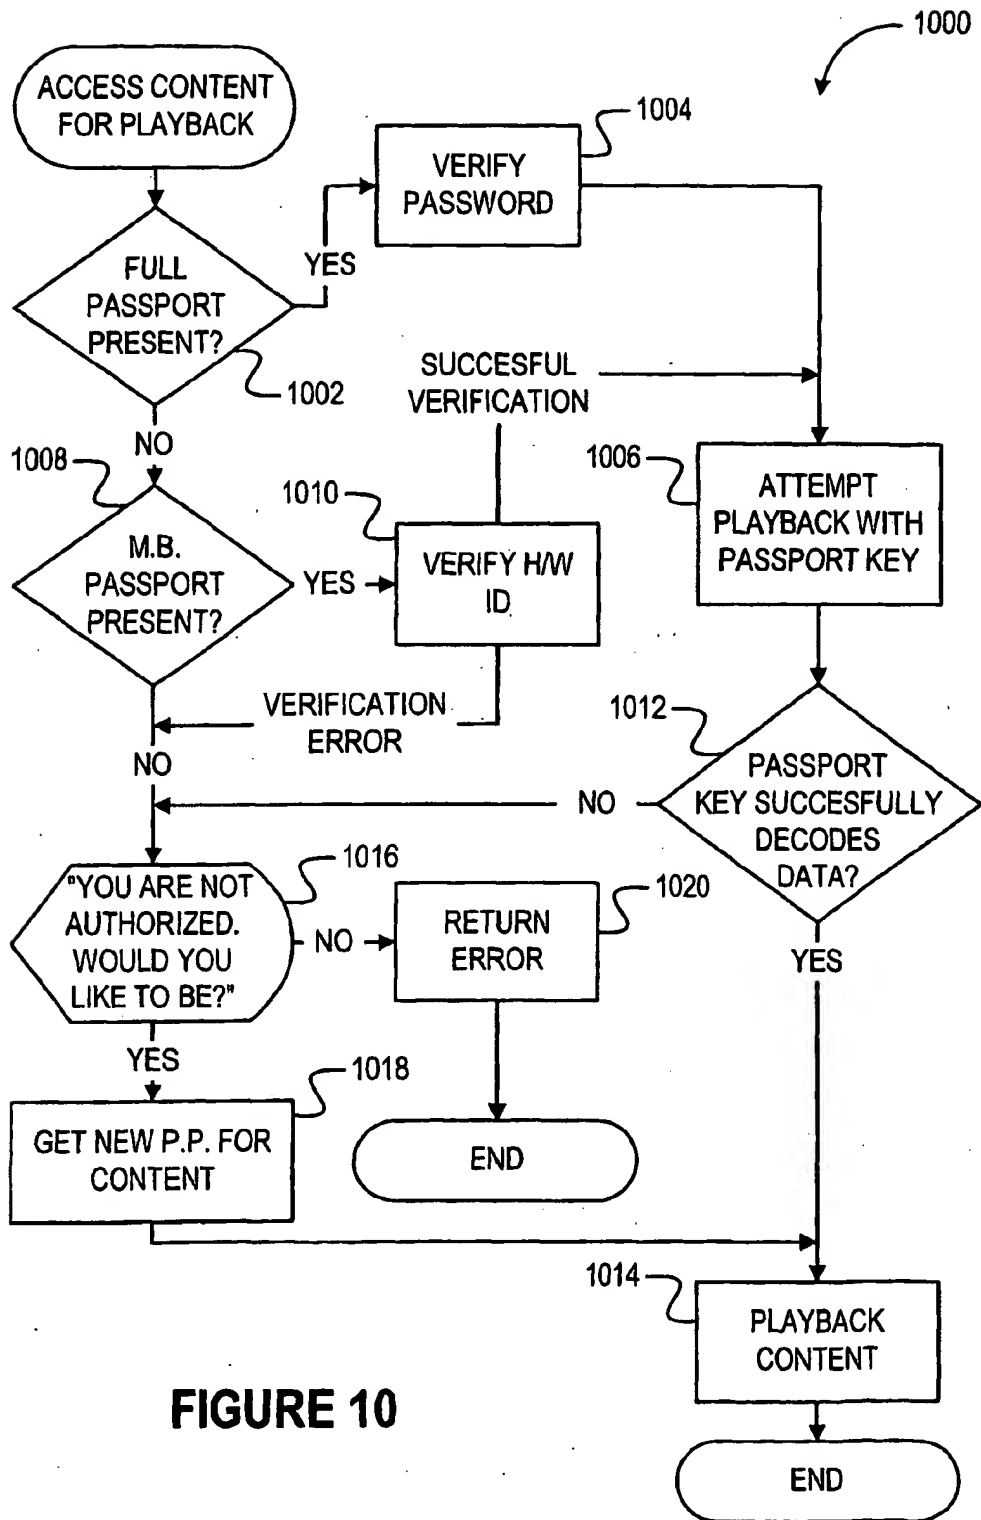 1000
ACCESS CONTENT
FOR PLAYBACK
1004
VERIFY
PASSWORD
YES
FULL
PASSPORT
PRESENT?
1002
SUCCESFUL
VERIFICATION
NO
1008
1010
1006
M.B.
PASSPORT
PRESENT?
YES
VERIFY H/W
ID
ATTEMPT
PLAYBACK WITH
PASSPORT KEY
VERIFICATION
ERROR
NO
1012
PASSPORT
KEY SUCCESFULLY
DECODES
DATA?
NO
1016
"YOU ARE NOT
AUTHORIZED.
WOULD YOU
LIKE TO BE?"
NO
1020
RETURN
ERROR
YES
YES
1018
GET NEW P.P. FOR
CONTENT
END
1014
PLAYBACK
CONTENT
END
FIGURE 10